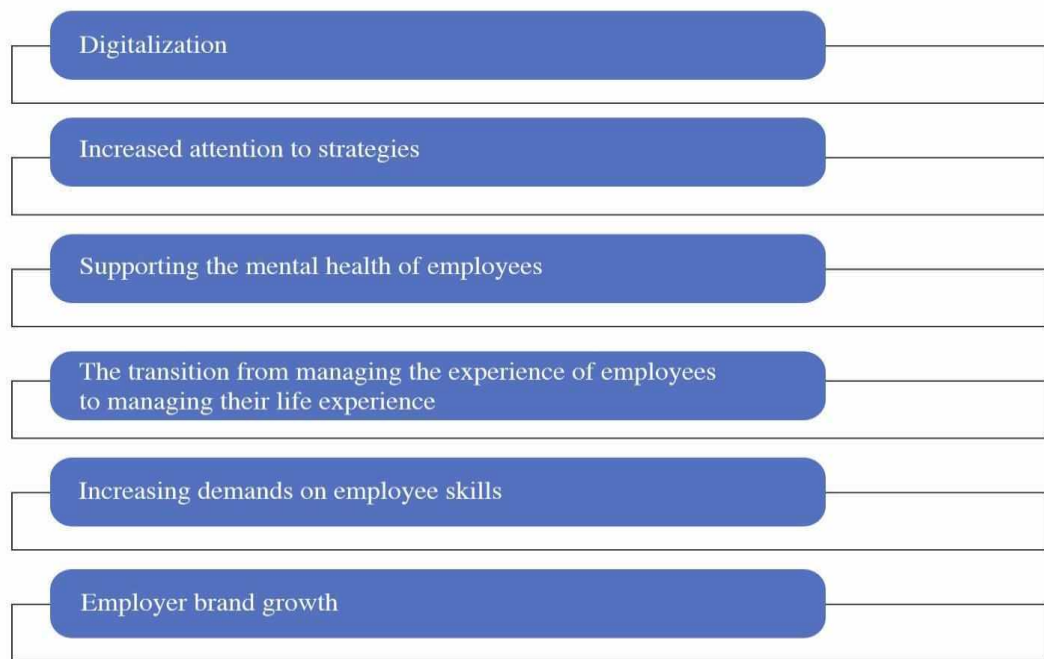 Digitalization
Increased attention to strategies
Supporting the mental health of employees
The transition from managing the experience of employees
to managing their life experience
Increasing demands on employee skills
Employer brand growth